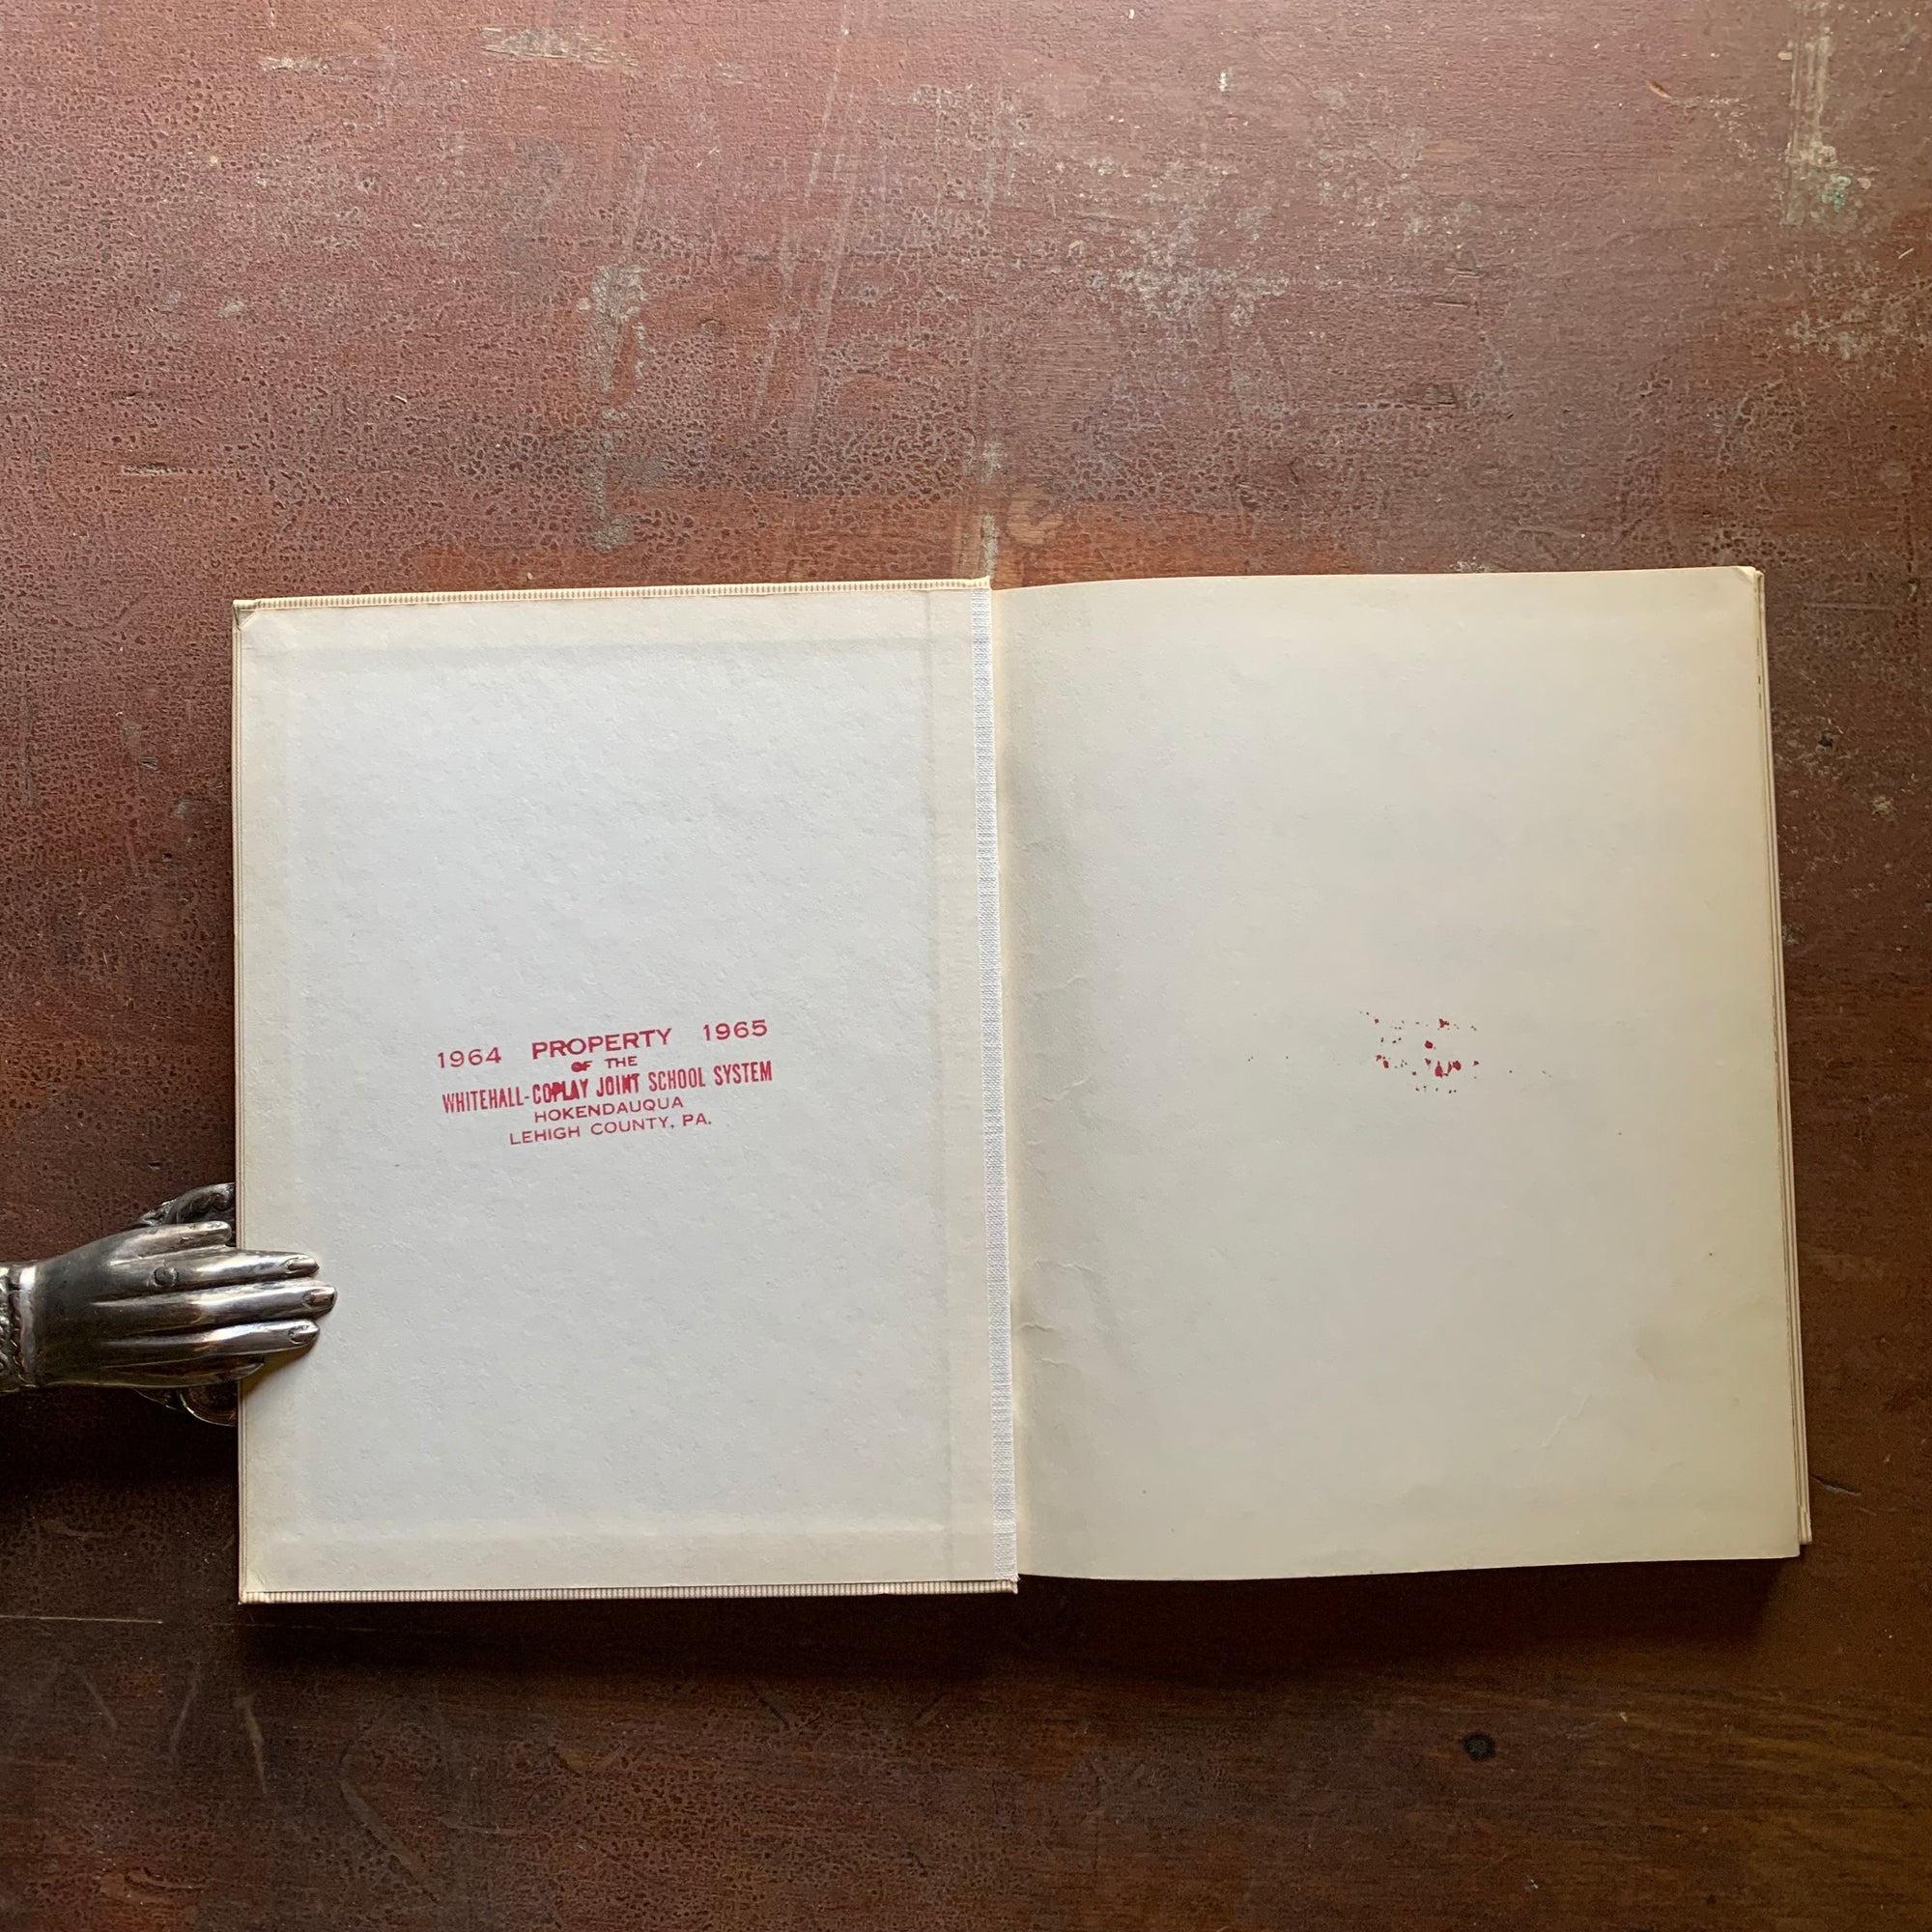 1964 PROPERTY 1965
OF THE
WHITEHALL-COPLAY JOINT SCHOOL SYSTEM
HOKENDAUQUA
LEHIGH COUNTY, PA.